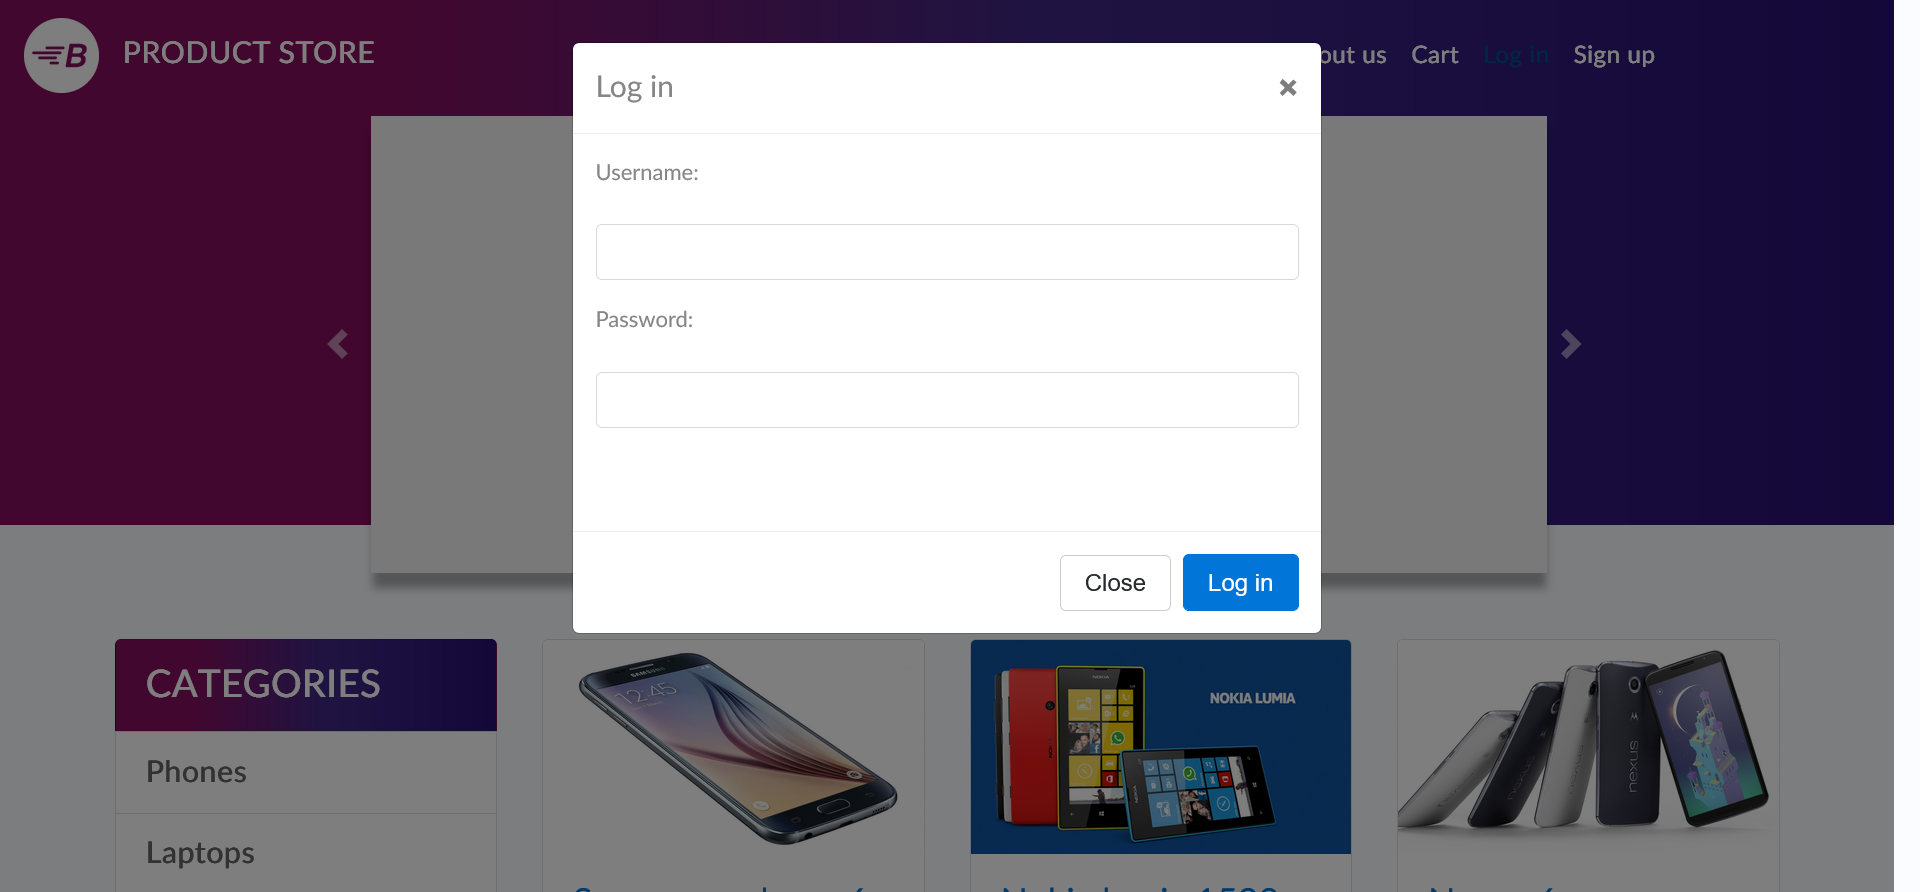 B PRODUCT STORE
out us Cart Log in Sign up
Log in
×
Username:
Password:
Close Log in
CATEGORIES
Phones
Laptops
SAMSUNG
12:45
NOKIA LUMIA
NOKIA
nexus